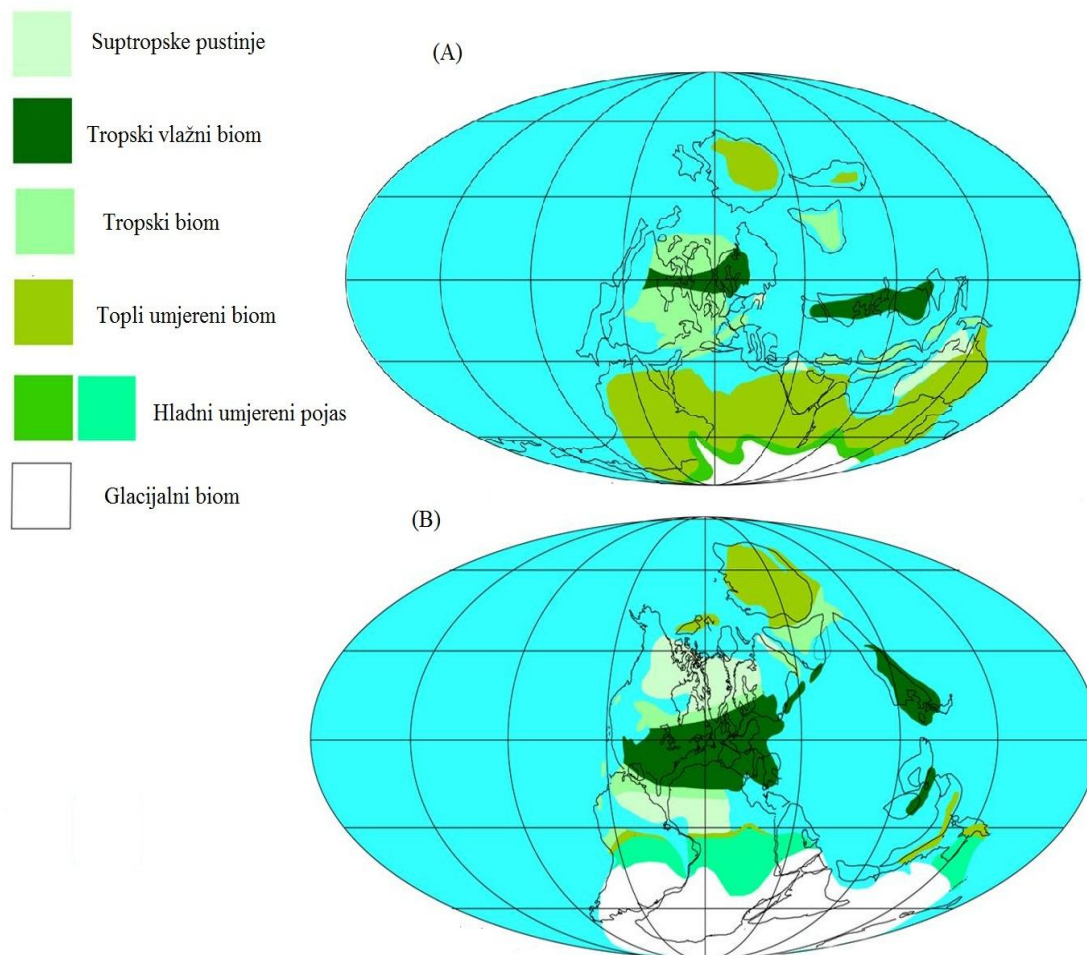 Suptropske pustinje
(A)
Tropski vlažni biom
Tropski biom
Topli umjereni biom
Hladni umjereni pojas
Glacijalni biom
(B)